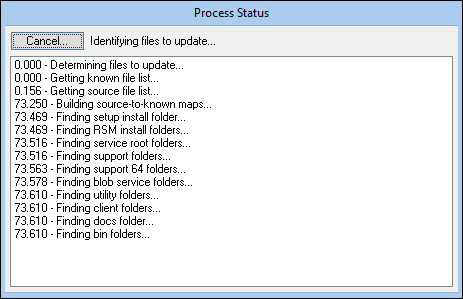 Process Status
Cancel... Identifying files to update...
0.000 - Determining files to update...
0.000 - Getting known file list...
0.156 - Getting source file list...
73.250 - Building source-to-known maps...
73.469 - Finding setup install folder...
73.469 - Finding RSM install folders...
73.516 - Finding service root folders...
73.516 - Finding support folders...
73.563 - Finding support 64 folders...
73.578 - Finding blob service folders...
73.610 - Finding utility folders...
73.610 - Finding client folders...
73.610 - Finding docs folder...
73.610 - Finding bin folders...